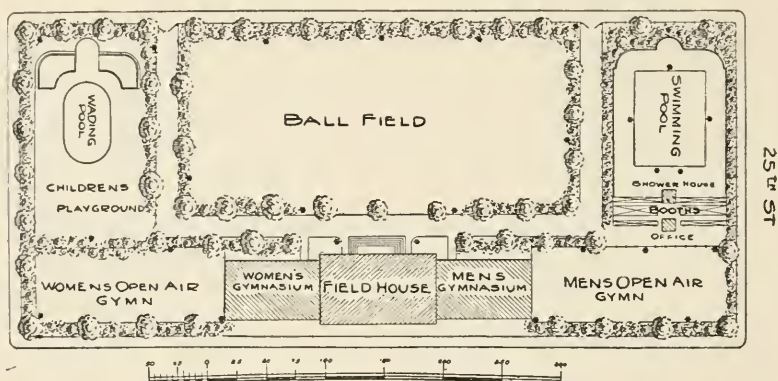 BALL FIELD
WADING
POOL
SWIMMING
POOL
25TH ST
CHILDRENS
PLAYGROUND
SHOWER HOUSE
BOOTHS
OFFICE
WOMENS OPEN AIR
GYMN
WOMEN'S
GYMNASIUM
FIELD HOUSE
MENS
GYMNASIUM
MENS OPEN AIR
GYMN